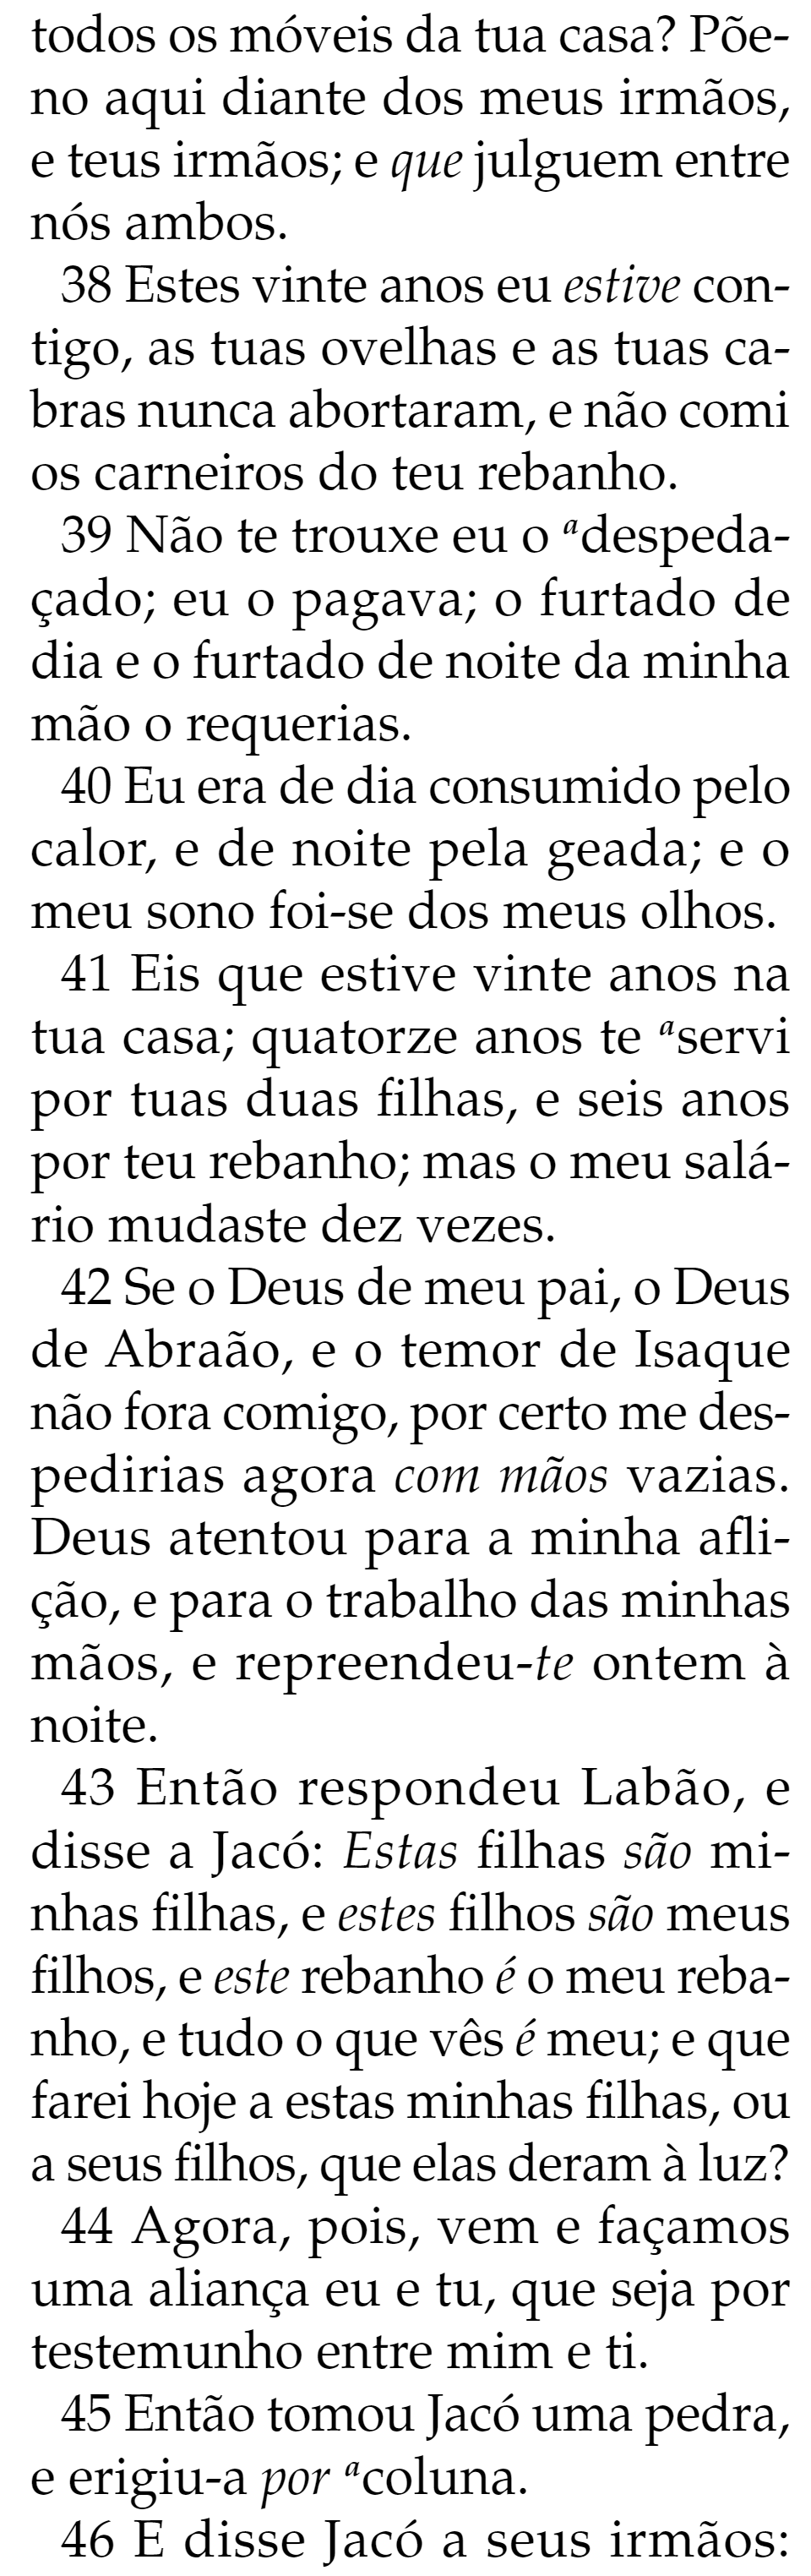 todos os móveis da tua casa? Põe-
no aqui diante dos meus irmãos,
e teus irmãos; e que julguem entre
nós ambos.
38 Estes vinte anos eu estive con-
tigo, as tuas ovelhas e as tuas ca-
bras nunca abortaram, e não comi
os carneiros do teu rebanho.
39 Não te trouxe eu o ᵃdespeda-
çado; eu o pagava; o furtado de
dia e o furtado de noite da minha
mão o requerias.
40 Eu era de dia consumido pelo
calor, e de noite pela geada; e o
meu sono foi-se dos meus olhos.
41 Eis que estive vinte anos na
tua casa; quatorze anos te ᵃservi
por tuas duas filhas, e seis anos
por teu rebanho; mas o meu salá-
rio mudaste dez vezes.
42 Se o Deus de meu pai, o Deus
de Abraão, e o temor de Isaque
não fora comigo, por certo me des-
pedirias agora com mãos vazias.
Deus atentou para a minha afli-
ção, e para o trabalho das minhas
mãos, e repreendeu-te ontem à
noite.
43 Então respondeu Labão, e
disse a Jacó: Estas filhas são mi-
nhas filhas, e estes filhos são meus
filhos, e este rebanho é o meu reba-
nho, e tudo o que vês é meu; e que
farei hoje a estas minhas filhas, ou
a seus filhos, que elas deram à luz?
44 Agora, pois, vem e façamos
uma aliança eu e tu, que seja por
testemunho entre mim e ti.
45 Então tomou Jacó uma pedra,
e erigiu-a por ᵃcoluna.
46 E disse Jacó a seus irmãos: